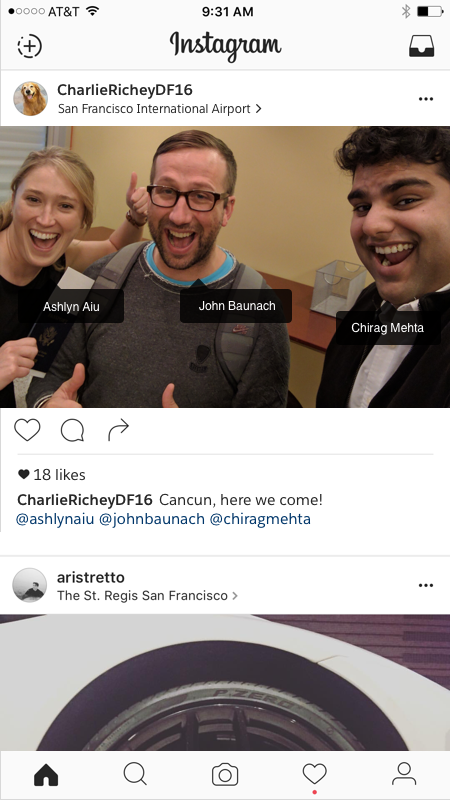 AT&T 9:31 AM
Instagram
CharlieRicheyDF16
San Francisco International Airport
Ashlyn Aiu
John Baunach
Chirag Mehta
18 likes
CharlieRicheyDF16 Cancun, here we come!
@ashlynaiu @johnbaunach @chiragmehta
aristretto
The St. Regis San Francisco
P ZERO